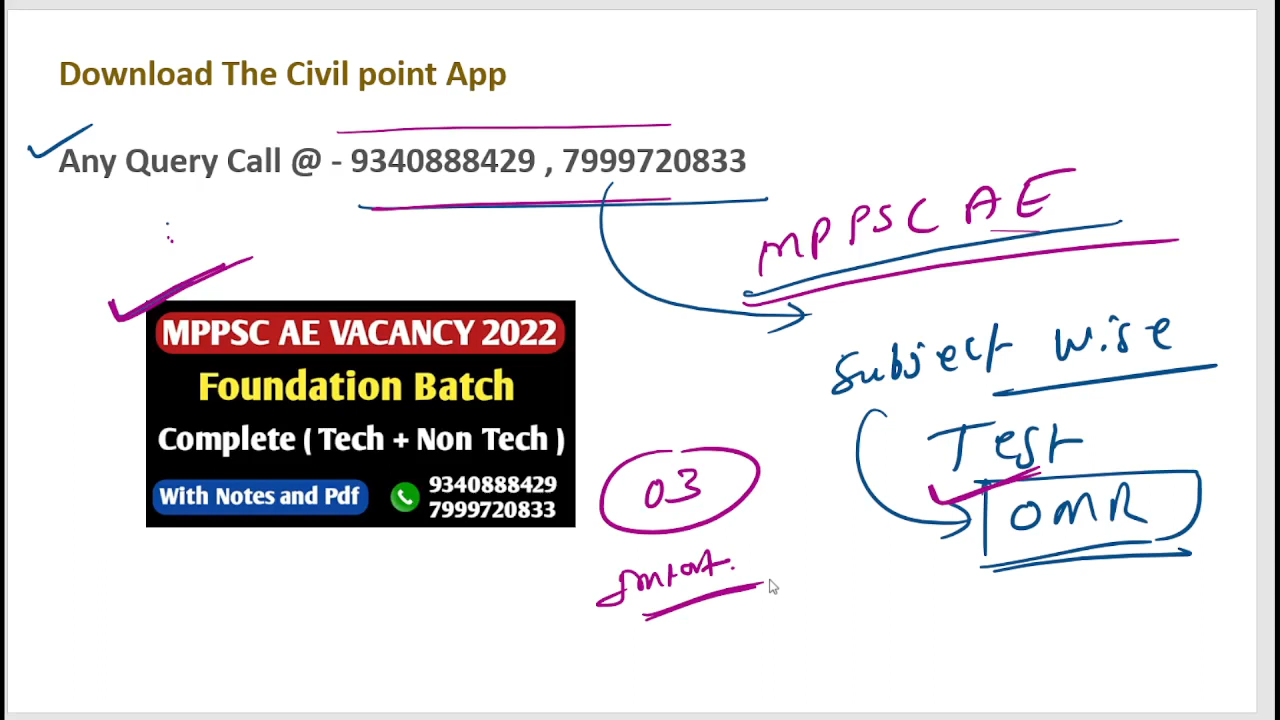 Download The Civil point App
Any Query Call @ - 9340888429 , 7999720833
MPPSC AE
MPPSC AE VACANCY 2022
Foundation Batch
Complete ( Tech + Non Tech )
With Notes and Pdf
9340888429
7999720833
Subject wise
Test
OMR
03